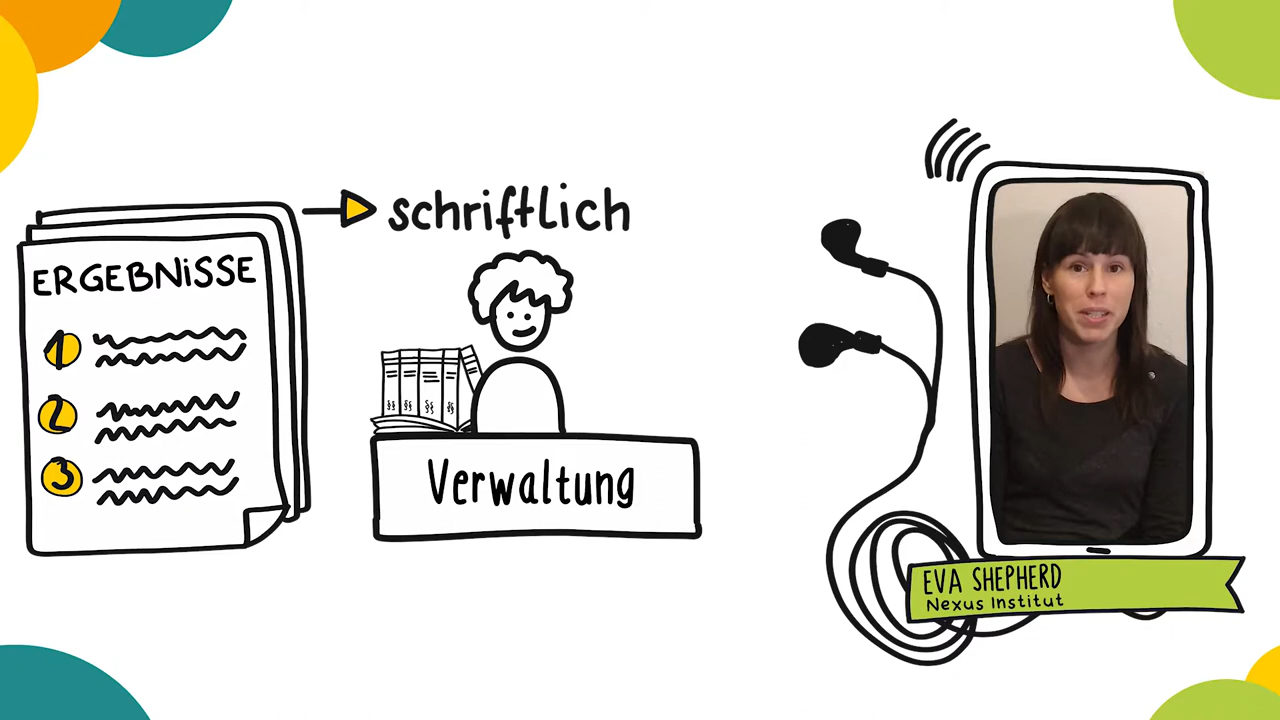 schriftlich
ERGEBNiSSE
1
2
3
§§ §§ §§ §§
Verwaltung
EVA SHEPHERD
Nexus Institut